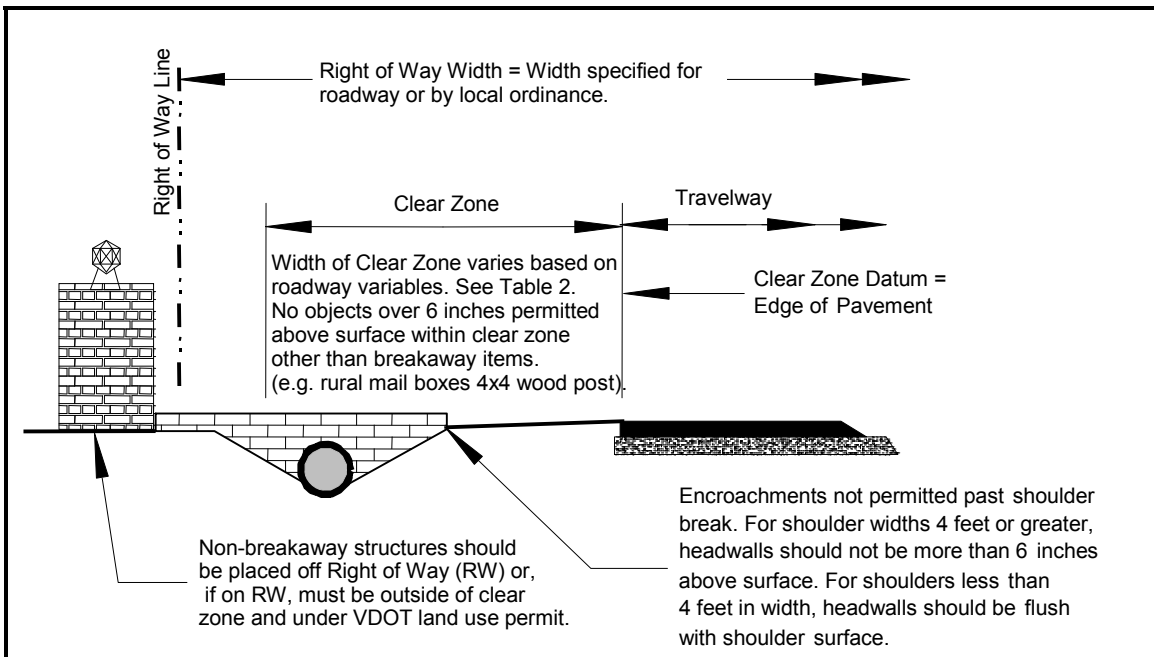 Right of Way Line
Right of Way Width = Width specified for
roadway or by local ordinance.
Clear Zone
Travelway
Width of Clear Zone varies based on
roadway variables. See Table 2.
No objects over 6 inches permitted
above surface within clear zone
other than breakaway items.
(e.g. rural mail boxes 4x4 wood post).
Clear Zone Datum =
Edge of Pavement
Non-breakaway structures should
be placed off Right of Way (RW) or,
if on RW, must be outside of clear
zone and under VDOT land use permit.
Encroachments not permitted past shoulder
break. For shoulder widths 4 feet or greater,
headwalls should not be more than 6 inches
above surface. For shoulders less than
4 feet in width, headwalls should be flush
with shoulder surface.